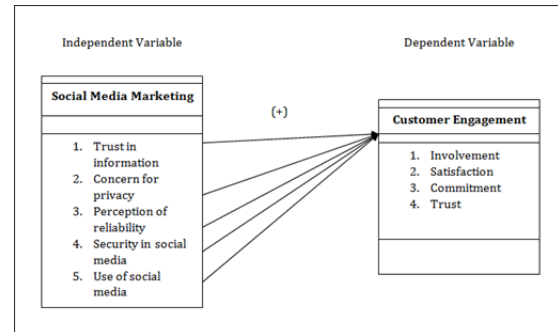 Independent Variable
Dependent Variable
Social Media Marketing
(+)
Customer Engagement
1. Trust in
information
2. Concern for
privacy
3. Perception of
reliability
4. Security in social
media
5. Use of social
media
1. Involvement
2. Satisfaction
3. Commitment
4. Trust